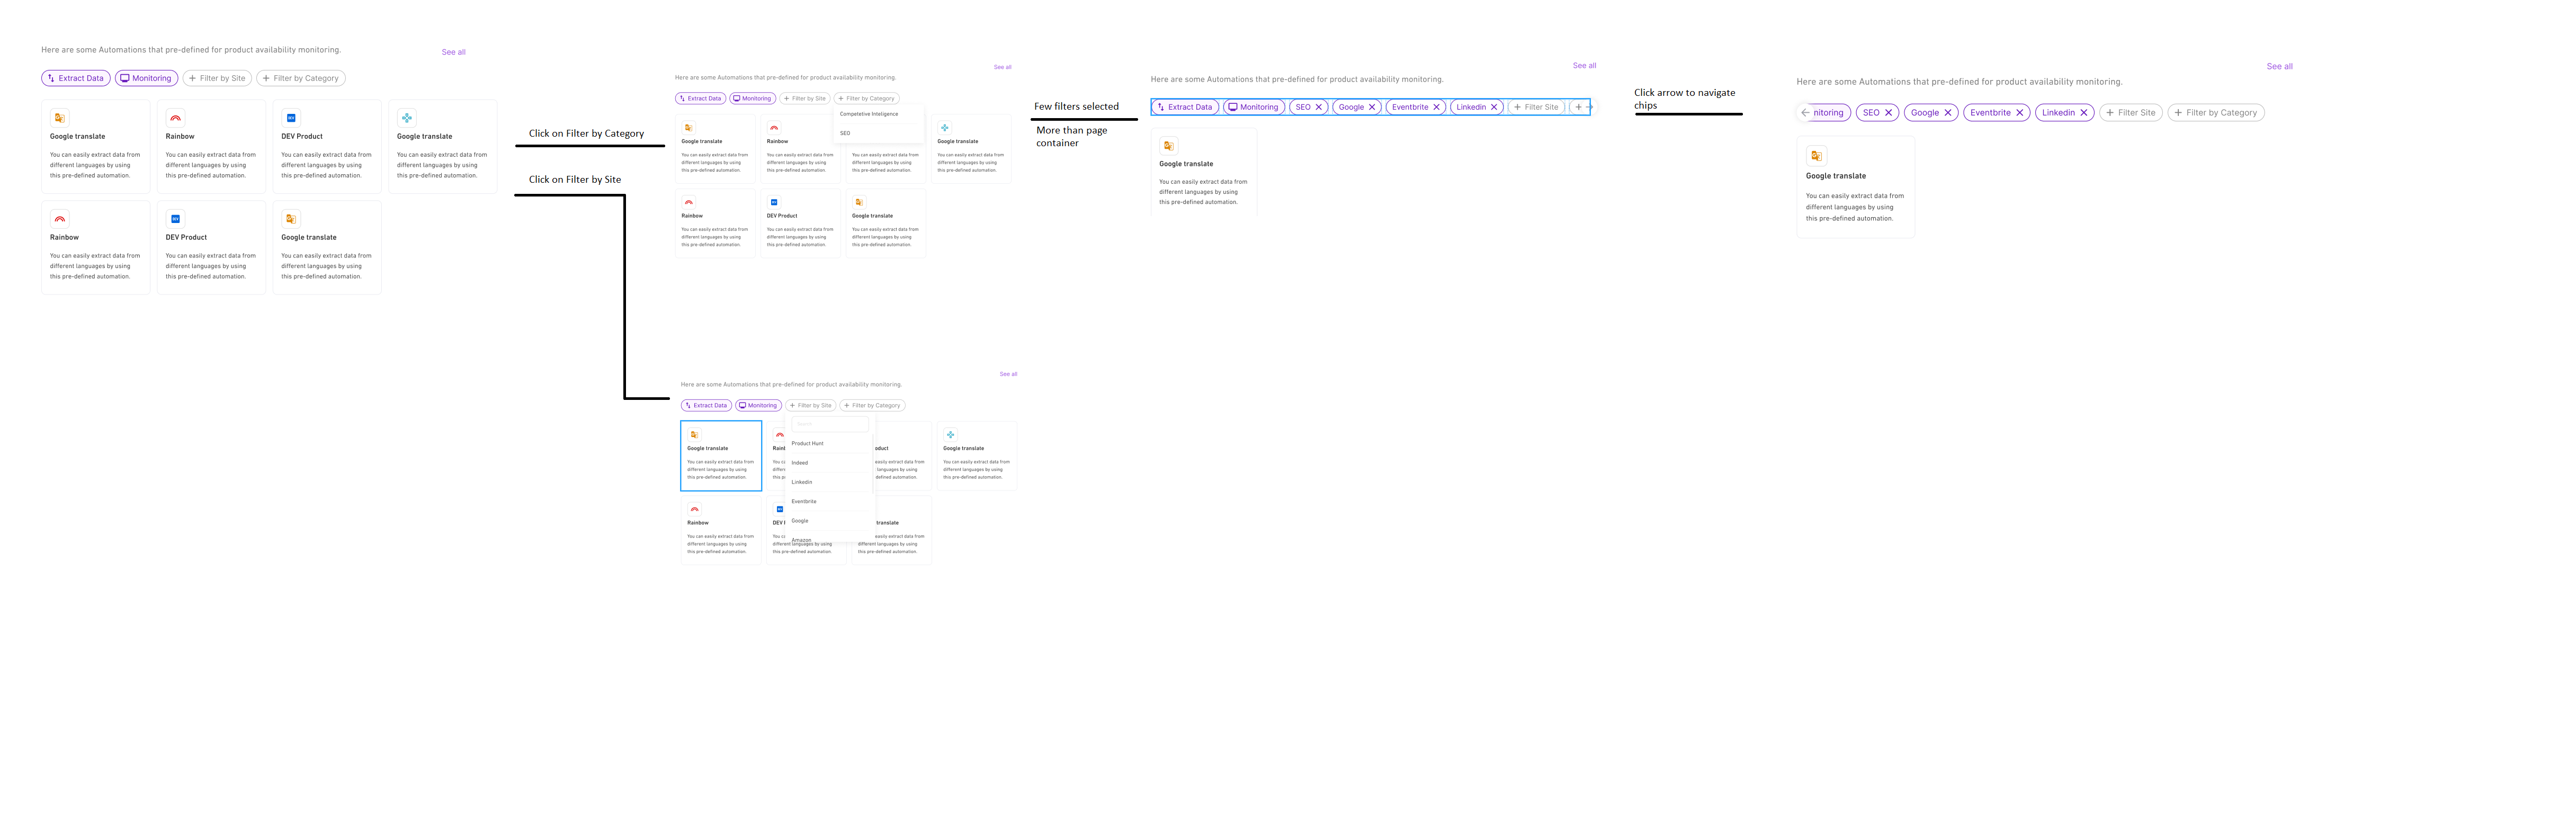 Here are some Automations that pre-defined for product availability monitoring.
See all
Extract Data
Monitoring
Filter by Site
Filter by Category
Google translate
You can easily extract data from
different languages by using
this pre-defined automation.
Rainbow
You can easily extract data from
different languages by using
this pre-defined automation.
DEV Product
You can easily extract data from
different languages by using
this pre-defined automation.
Google translate
You can easily extract data from
different languages by using
this pre-defined automation.
Rainbow
You can easily extract data from
different languages by using
this pre-defined automation.
DEV Product
You can easily extract data from
different languages by using
this pre-defined automation.
Google translate
You can easily extract data from
different languages by using
this pre-defined automation.
Click on Filter by Category
Click on Filter by Site
See all
Here are some Automations that pre-defined for product availability monitoring.
Extract Data
Monitoring
Filter by Site
Filter by Category
Competetive Inteligence
SEO
Google translate
You can easily extract data from
different languages by using
this pre-defined automation.
Rainbow
You can easily extract data from
different languages by using
this pre-defined automation.
You can easily extract data from
different languages by using
this pre-defined automation.
Google translate
You can easily extract data from
different languages by using
this pre-defined automation.
Rainbow
You can easily extract data from
different languages by using
this pre-defined automation.
DEV Product
You can easily extract data from
different languages by using
this pre-defined automation.
Google translate
You can easily extract data from
different languages by using
this pre-defined automation.
See all
Here are some Automations that pre-defined for product availability monitoring.
Extract Data
Monitoring
Filter by Site
Filter by Category
Search
Product Hunt
Indeed
Linkedin
Eventbrite
Google
Amazon
Google translate
You can easily extract data from
different languages by using
this pre-defined automation.
Rainl
You ca
differe
this p
oduct
easily extract data from
languages by using
-defined automation.
Google translate
You can easily extract data from
different languages by using
this pre-defined automation.
Rainbow
You can easily extract data from
different languages by using
this pre-defined automation.
DEV F
You c
different languages by using
this pre-defined automation.
translate
easily extract data from
different languages by using
this pre-defined automation.
Few filters selected
More than page
container
See all
Here are some Automations that pre-defined for product availability monitoring.
Extract Data
Monitoring
SEO
Google
Eventbrite
Linkedin
Filter Site
Google translate
You can easily extract data from
different languages by using
this pre-defined automation.
Click arrow to navigate
chips
See all
Here are some Automations that pre-defined for product availability monitoring.
nitoring
SEO
Google
Eventbrite
Linkedin
Filter Site
Filter by Category
Google translate
You can easily extract data from
different languages by using
this pre-defined automation.